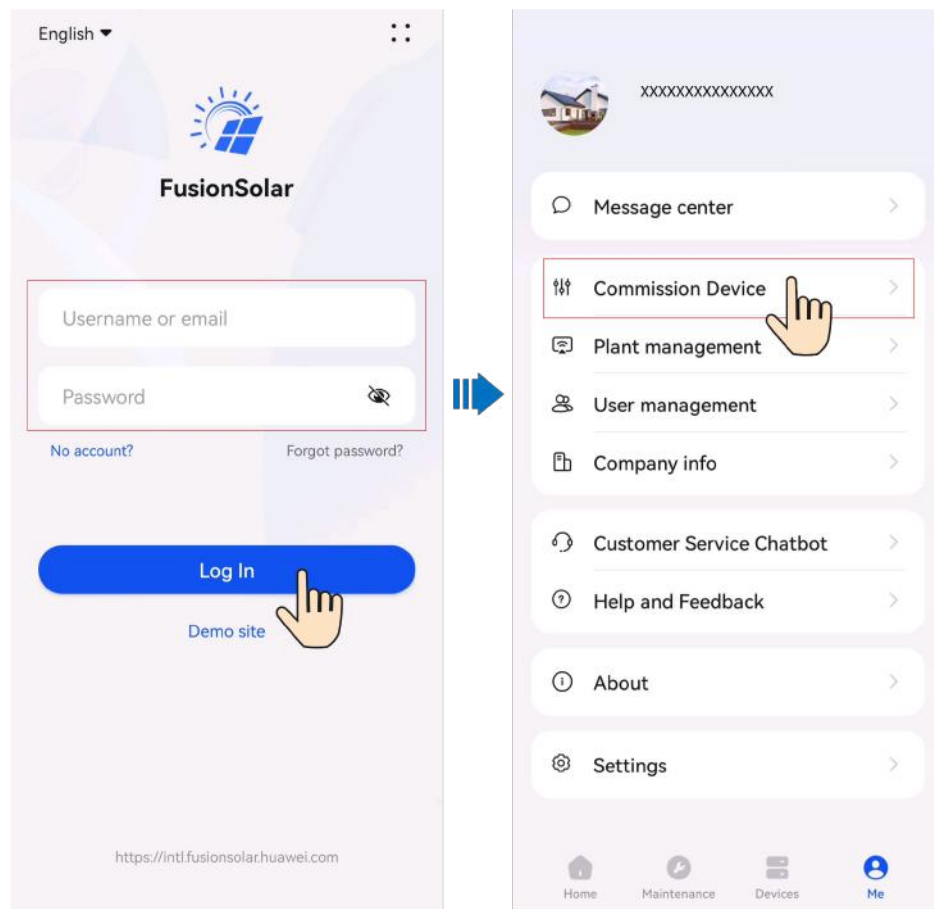 English
FusionSolar
Username or email
Password
No account?
Forgot password?
Log In
Demo site
https://intl.fusionsolar.huawei.com
xxxxxxxxxxxxxxx
Message center
Commission Device
Plant management
User management
Company info
Customer Service Chatbot
Help and Feedback
About
Settings
Home
Maintenance
Devices
Me